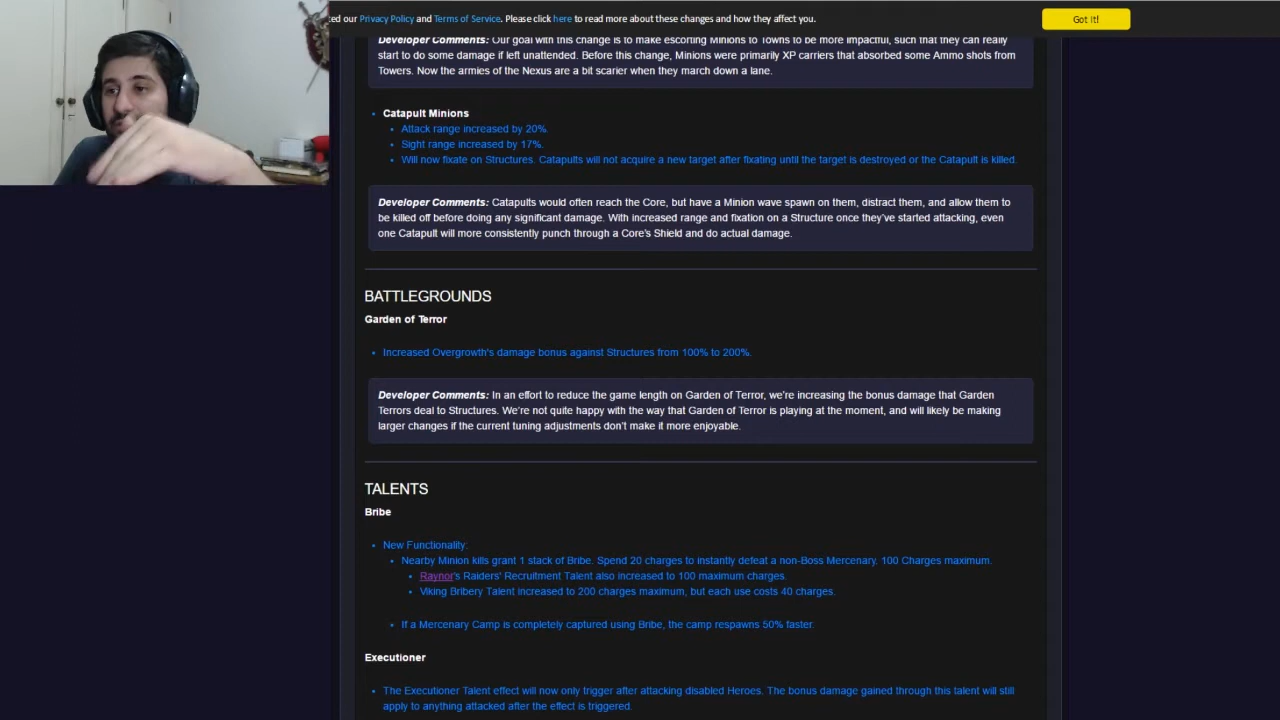 ted our Privacy Policy and Terms of Service. Please click here to read more about these changes and how they affect you.
Got it!
Developer Comments: Our goal with this change is to make escorting Minions to Towns to be more impactful, such that they can really
start to do some damage if left unattended. Before this change, Minions were primarily XP carriers that absorbed some Ammo shots from
Towers. Now the armies of the Nexus are a bit scarier when they march down a lane.
Catapult Minions
Attack range increased by 20%.
Sight range increased by 17%.
Will now fixate on Structures. Catapults will not acquire a new target after fixating until the target is destroyed or the Catapult is killed.
Developer Comments: Catapults would often reach the Core, but have a Minion wave spawn on them, distract them, and allow them to
be killed off before doing any significant damage. With increased range and fixation on a Structure once they've started attacking, even
one Catapult will more consistently punch through a Core's Shield and do actual damage.
BATTLEGROUNDS
Garden of Terror
Increased Overgrowth's damage bonus against Structures from 100% to 200%.
Developer Comments: In an effort to reduce the game length on Garden of Terror, we're increasing the bonus damage that Garden
Terrors deal to Structures. We're not quite happy with the way that Garden of Terror is playing at the moment, and will likely be making
larger changes if the current tuning adjustments don't make it more enjoyable.
TALENTS
Bribe
New Functionality:
Nearby Minion kills grant 1 stack of Bribe. Spend 20 charges to instantly defeat a non-Boss Mercenary. 100 Charges maximum.
Raynor's Raiders' Recruitment Talent also increased to 100 maximum charges.
Viking Bribery Talent increased to 200 charges maximum, but each use costs 40 charges.
If a Mercenary Camp is completely captured using Bribe, the camp respawns 50% faster.
Executioner
The Executioner Talent effect will now only trigger after attacking disabled Heroes. The bonus damage gained through this talent will still
apply to anything attacked after the effect is triggered.